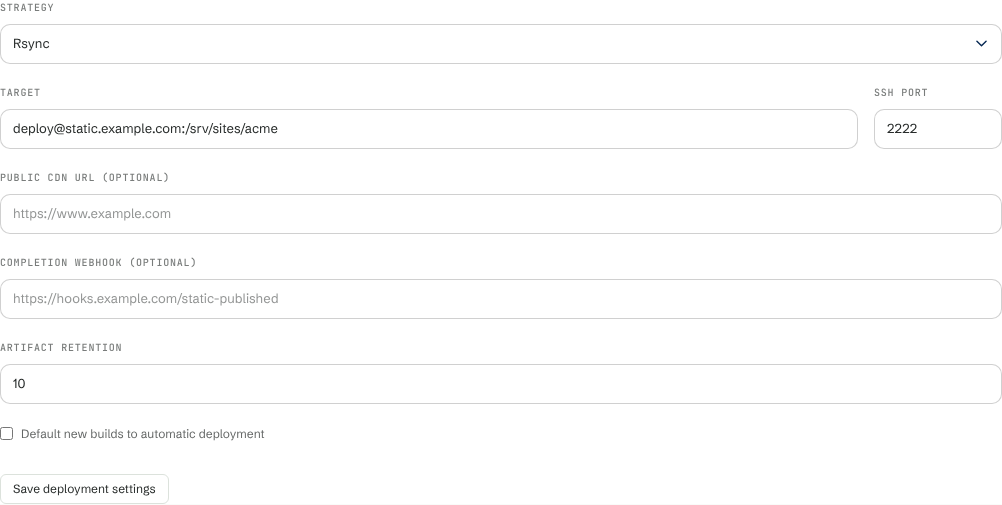 STRATEGY
Rsync
TARGET
SSH PORT
deploy@static.example.com:/srv/sites/acme
2222
PUBLIC CDN URL (OPTIONAL)
https://www.example.com
COMPLETION WEBHOOK (OPTIONAL)
https://hooks.example.com/static-published
ARTIFACT RETENTION
10
Default new builds to automatic deployment
Save deployment settings